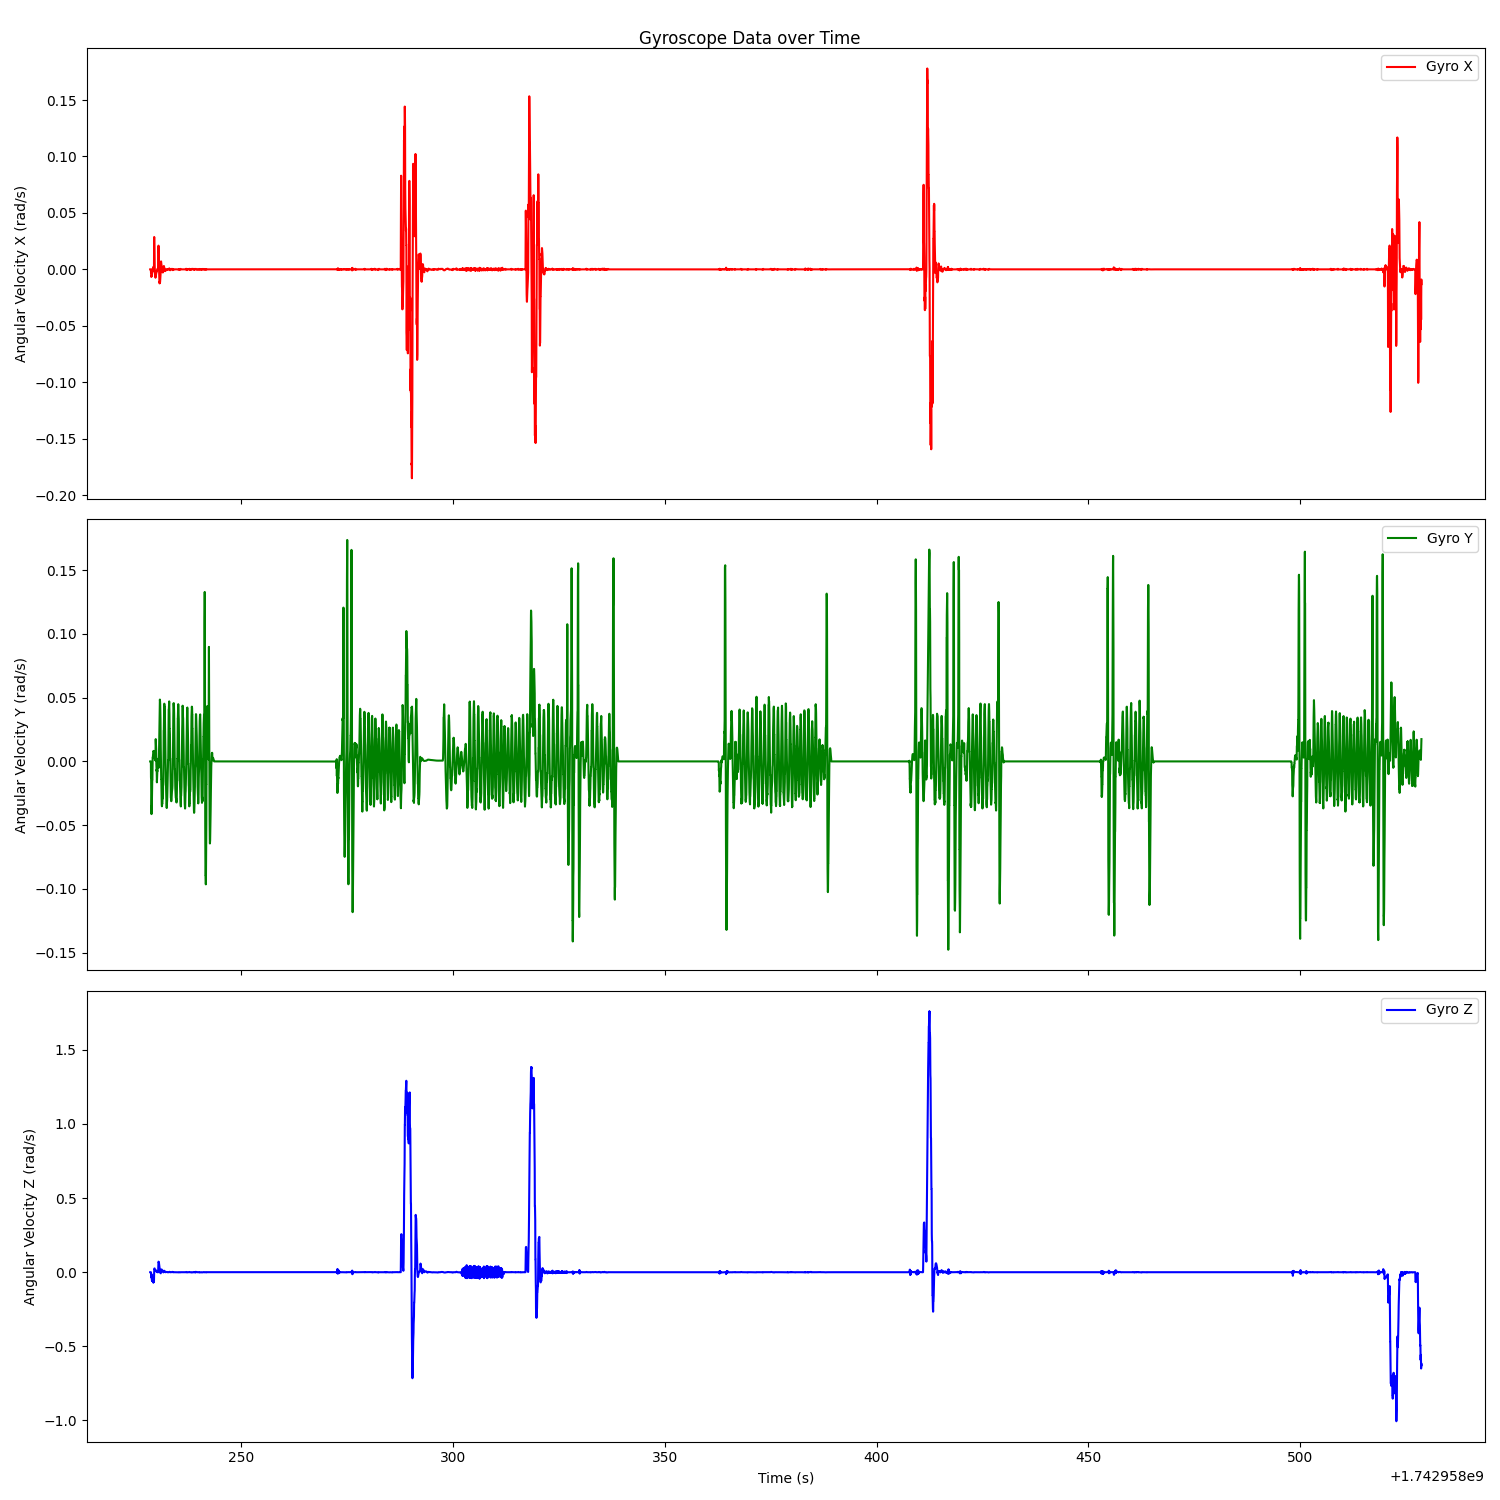 Gyroscope Data over Time
Gyro X
Angular Velocity X (rad/s)
0.15
0.10
0.05
0.00
−0.05
−0.10
−0.15
−0.20
Gyro Y
Angular Velocity Y (rad/s)
0.15
0.10
0.05
0.00
−0.05
−0.10
−0.15
Gyro Z
Angular Velocity Z (rad/s)
1.5
1.0
0.5
0.0
−0.5
−1.0
250 300 350 400 450 500
Time (s)
+1.742958e9